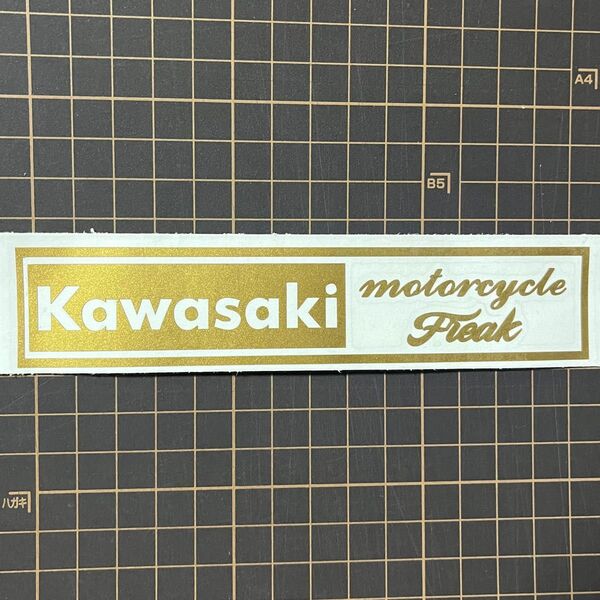 A4
B5
Kawasaki
motorcycle
Freak
ハガキ